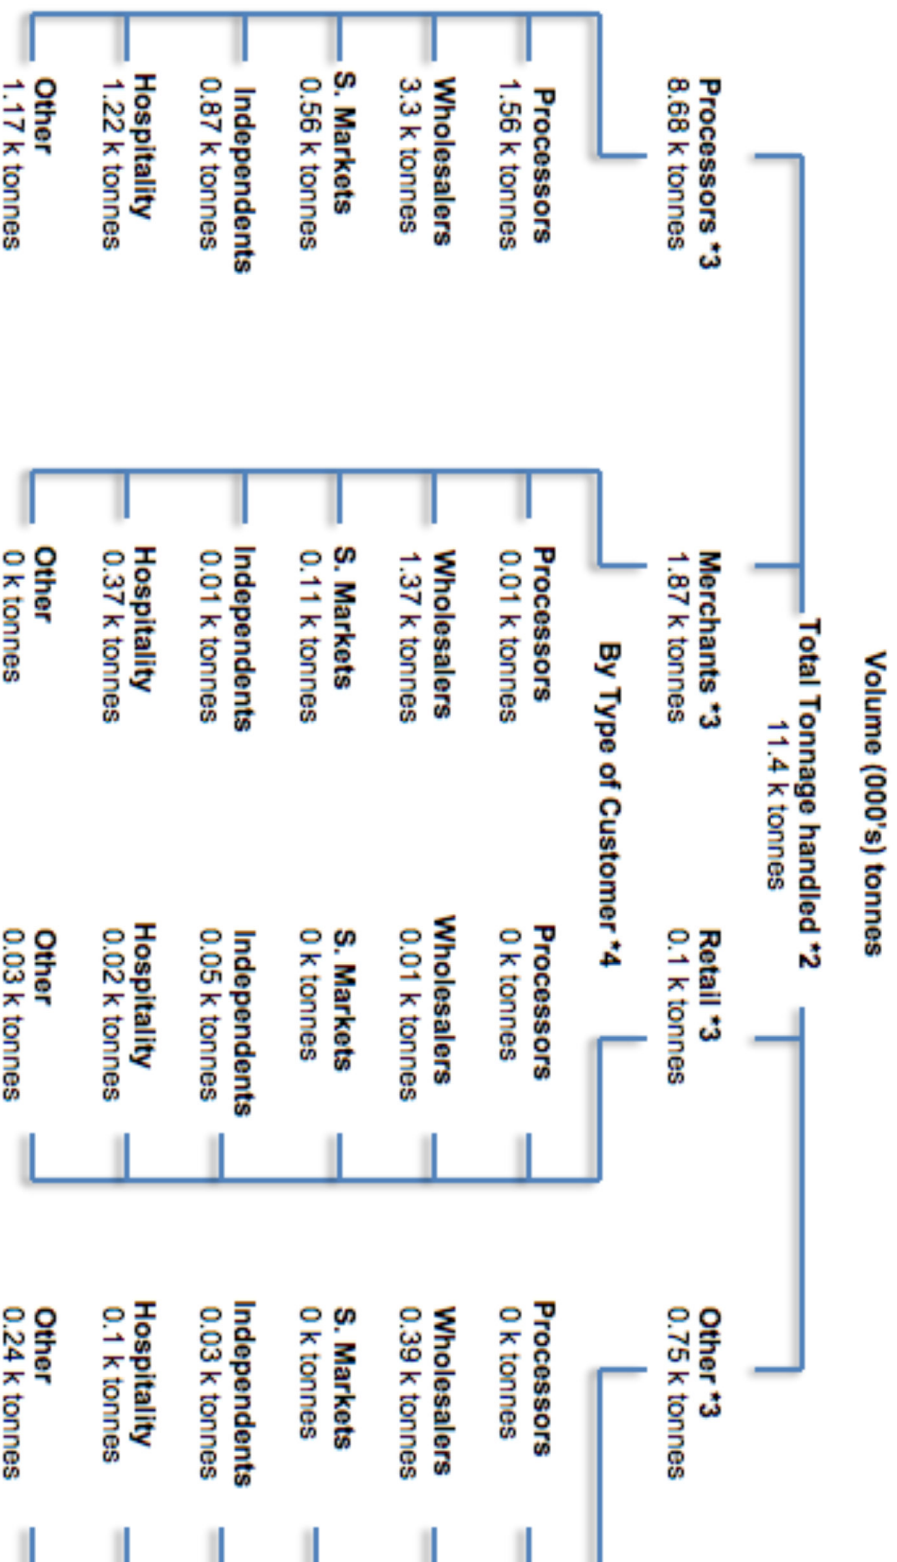 Volume (000's) tonnes
Total Tonnage handled *2
11.4 k tonnes
Processors *3
8.68 k tonnes
Merchants *3
1.87 k tonnes
Retail *3
0.1 k tonnes
Other *3
0.75 k tonnes
By Type of Customer *4
Processors
1.56 k tonnes
Processors
0.01 k tonnes
Processors
0 k tonnes
Processors
0 k tonnes
Wholesalers
3.3 k tonnes
Wholesalers
1.37 k tonnes
Wholesalers
0.01 k tonnes
Wholesalers
0.39 k tonnes
S. Markets
0.56 k tonnes
S. Markets
0.11 k tonnes
S. Markets
0 k tonnes
S. Markets
0 k tonnes
Independents
0.87 k tonnes
Independents
0.01 k tonnes
Independents
0.05 k tonnes
Independents
0.03 k tonnes
Hospitality
1.22 k tonnes
Hospitality
0.37 k tonnes
Hospitality
0.02 k tonnes
Hospitality
0.1 k tonnes
Other
1.17 k tonnes
Other
0 k tonnes
Other
0.03 k tonnes
Other
0.24 k tonnes